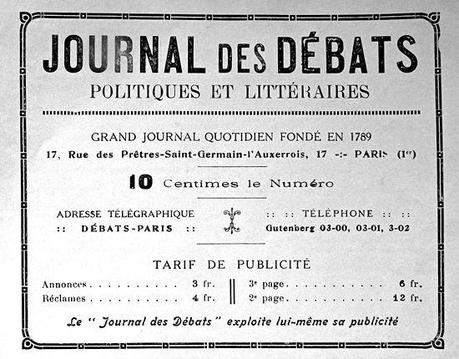 JOURNAL DES DÉBATS
POLITIQUES ET LITTÉRAIRES
GRAND JOURNAL QUOTIDIEN FONDÉ EN 1789
17, Rue des Prêtres-Saint-Germain-l'Auxerrois, 17 -:- PARIS (1er)
10 Centimes le Numéro
ADRESSE TÉLÉGRAPHIQUE :: :: TÉLÉPHONE :: ::
:: DÉBATS-PARIS :: Gutenberg 03-00, 03-01, 3-02
TARIF DE PUBLICITÉ
Annonces . . . . . . . . . . 3 fr. 3e page. . . . . . . . . . . 6 fr.
Réclames . . . . . . . . . . 4 fr. 2e page. . . . . . . . . . . 12 fr.
Le "Journal des Débats" exploite lui-même sa publicité